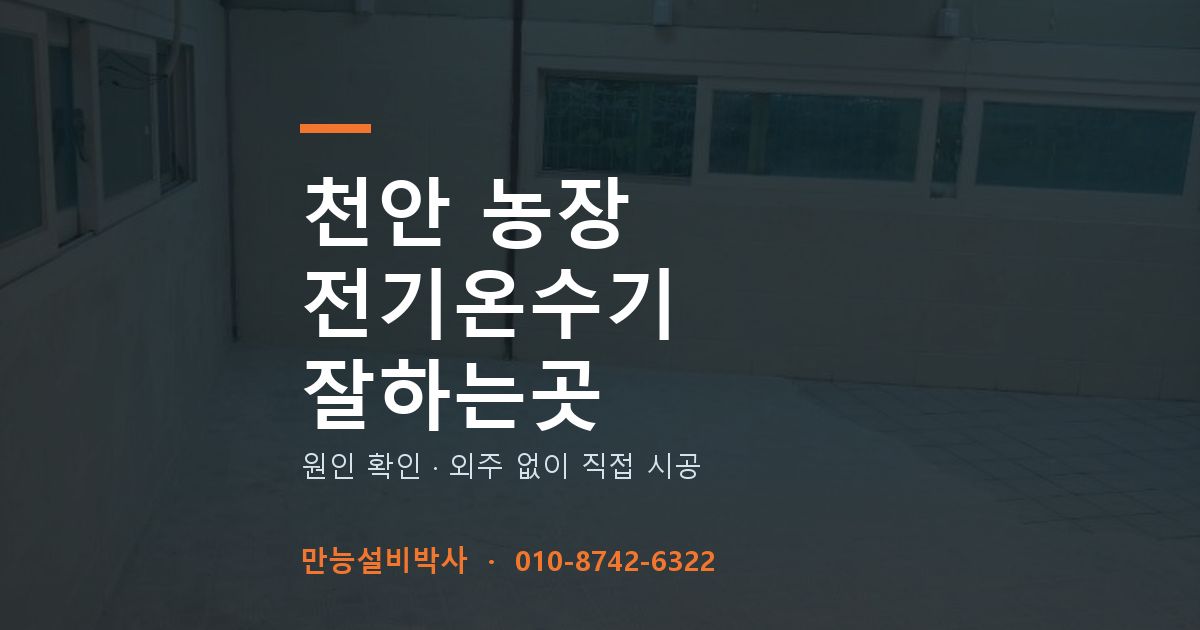 천안 농장
전기온수기
잘하는곳
원인 확인 · 외주 없이 직접 시공
만능설비박사 · 010-8742-6322